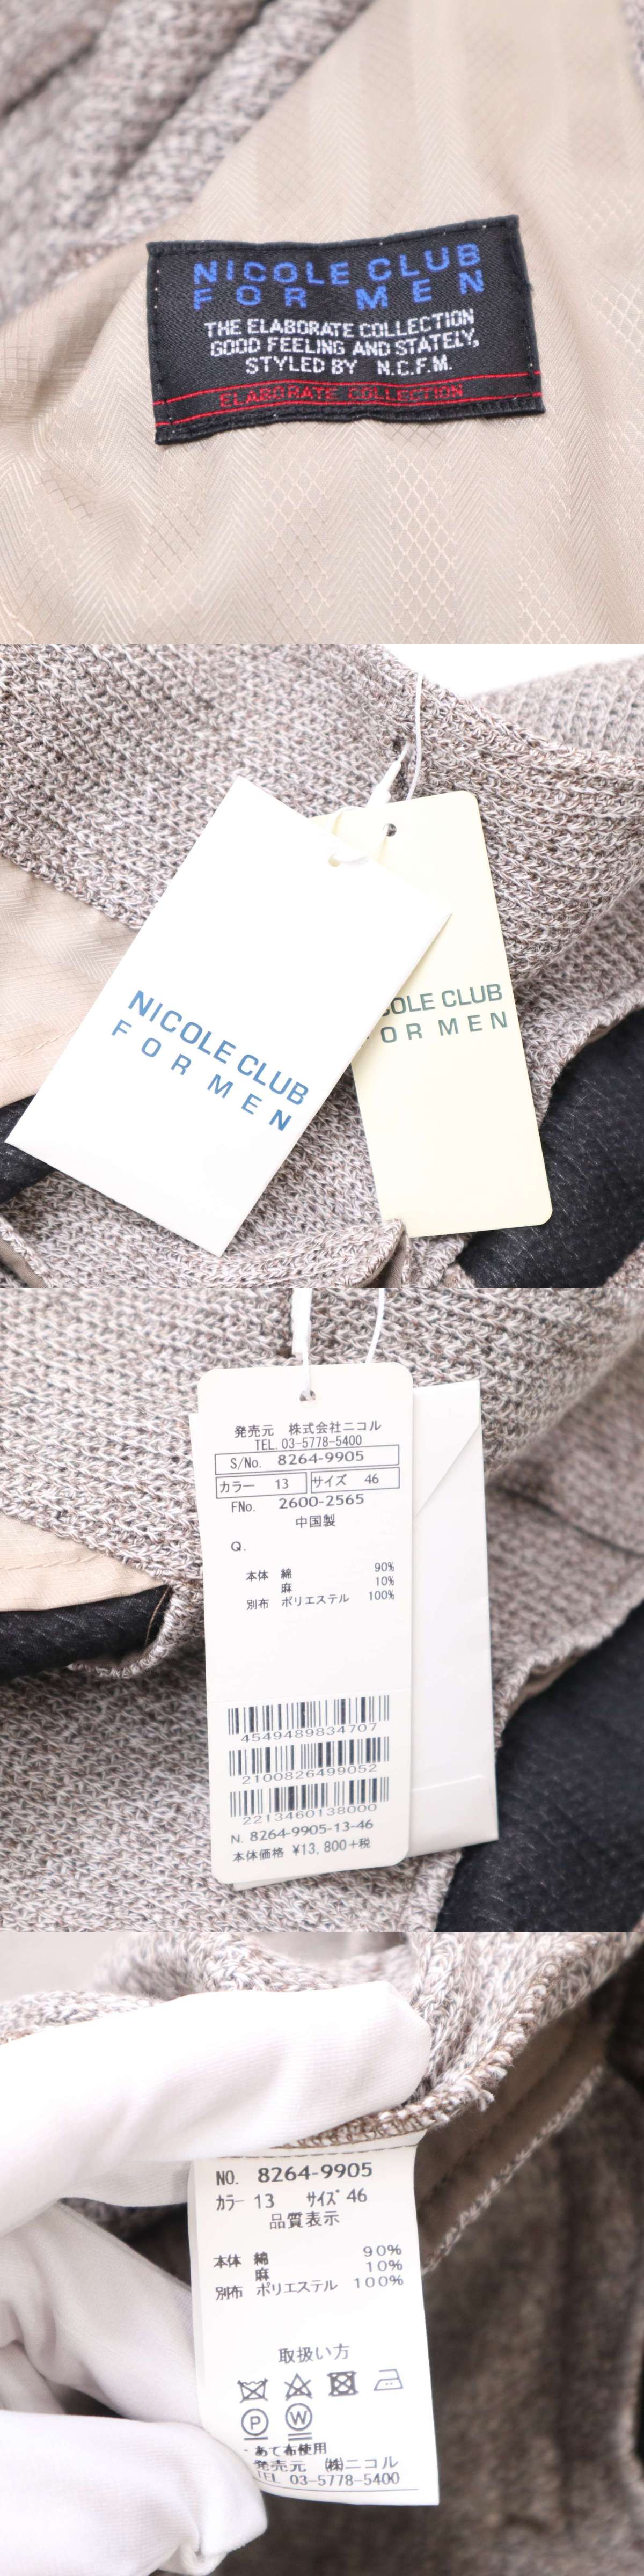 NICOLE CLUB
FOR MEN
THE ELABORATE COLLECTION
GOOD FEELING AND STATELY,
STYLED BY N.C.F.M.
ELABORATE COLLECTION
NICOLE CLUB
FOR MEN
COLE CLUB
OR MEN
発売元 株式会社ニコル
TEL.03-5778-5400
S/No. 8264-9905
カラー 13 サイズ 46
FNo. 2600-2565
中国製
Q.
本体 綿 90%
麻 10%
別布 ポリエステル 100%
4549489834707
2100826499052
2213460138000
N. 8264-9905-13-46
本体価格 ¥13,800+税
NO. 8264-9905
カラー 13 サイズ 46
品質表示
本体 綿 90%
麻 10%
別布 ポリエステル 100%
取扱い方
P W
・あて布使用
発売元 (株)ニコル
TEL 03-5778-5400